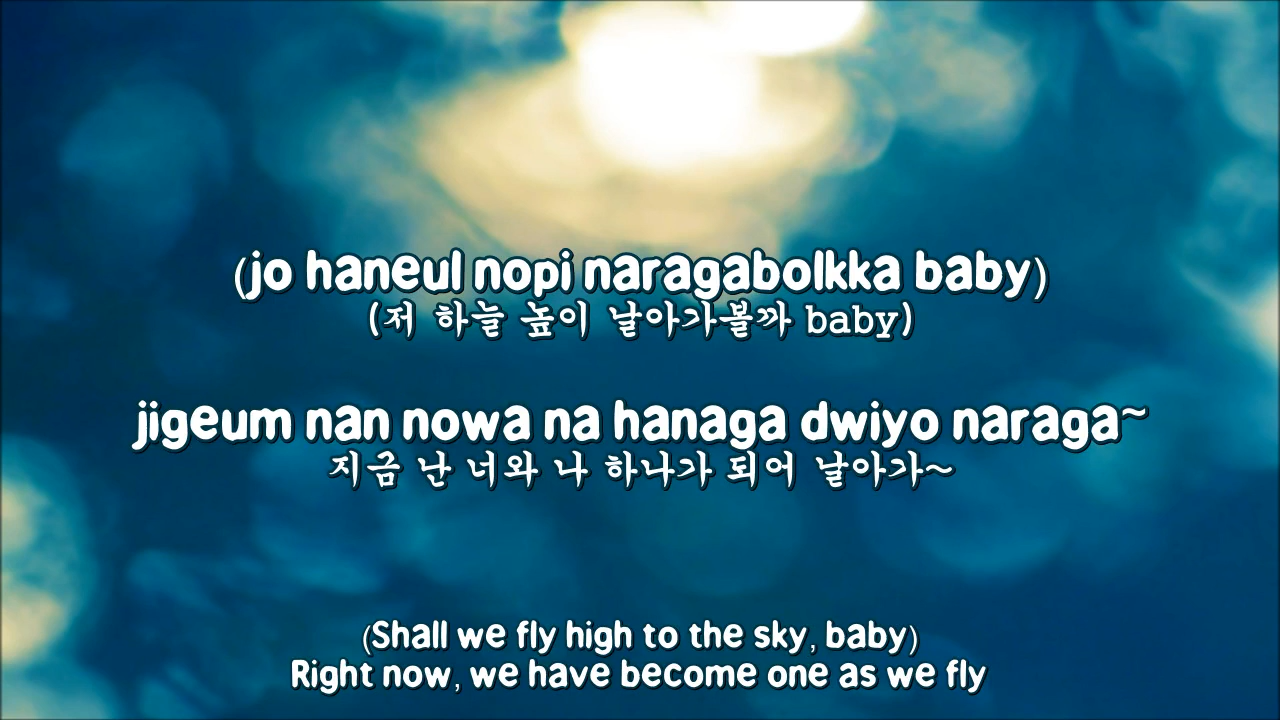 (jo haneul nopi naragabolkka baby)
(저 하늘 높이 날아가볼까 baby)
jigeum nan nowa na hanaga dwiyo naraga~
지금 난 너와 나 하나가 되어 날아가~
(Shall we fly high to the sky, baby)
Right now, we have become one as we fly